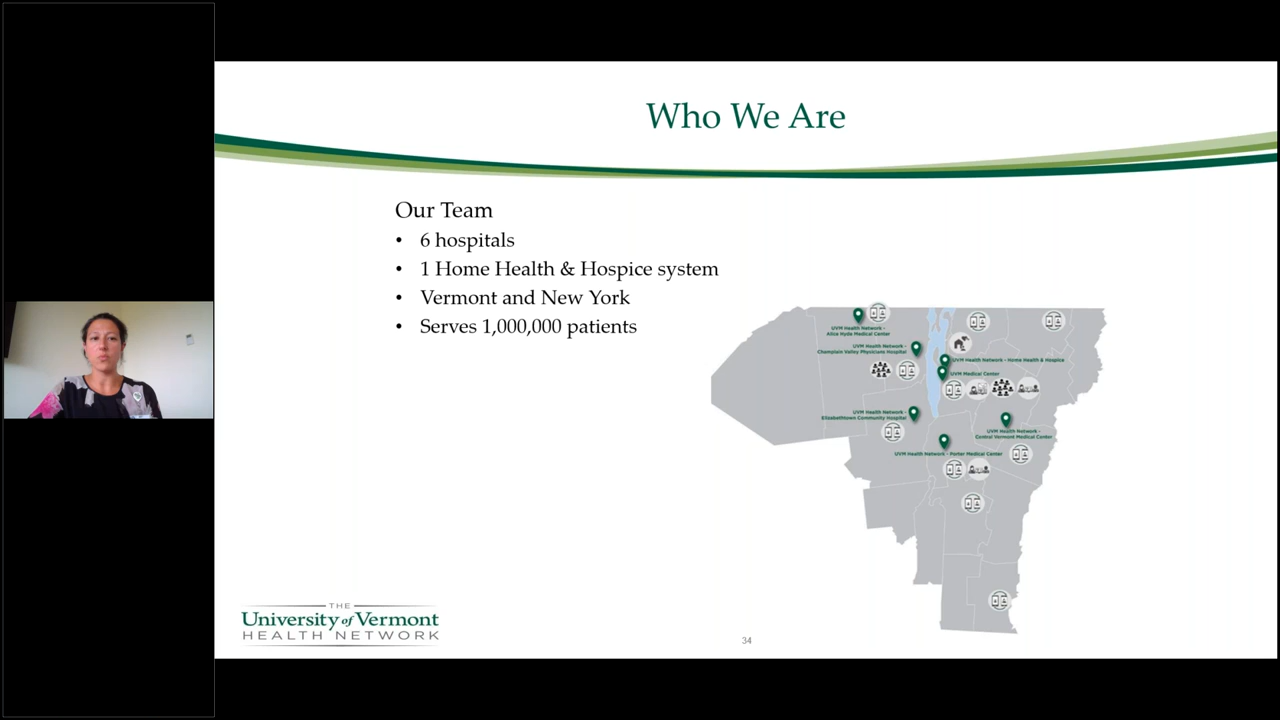 Who We Are
Our Team
• 6 hospitals
• 1 Home Health & Hospice system
• Vermont and New York
• Serves 1,000,000 patients
UVM Health Network -
Alice Hyde Medical Center
UVM Health Network -
Champlain Valley Physicians Hospital
UVM Health Network - Home Health & Hospice
UVM Medical Center
UVM Health Network -
Elizabethtown Community Hospital
UVM Health Network -
Central Vermont Medical Center
UVM Health Network - Porter Medical Center
THE
University of Vermont
HEALTH NETWORK
34